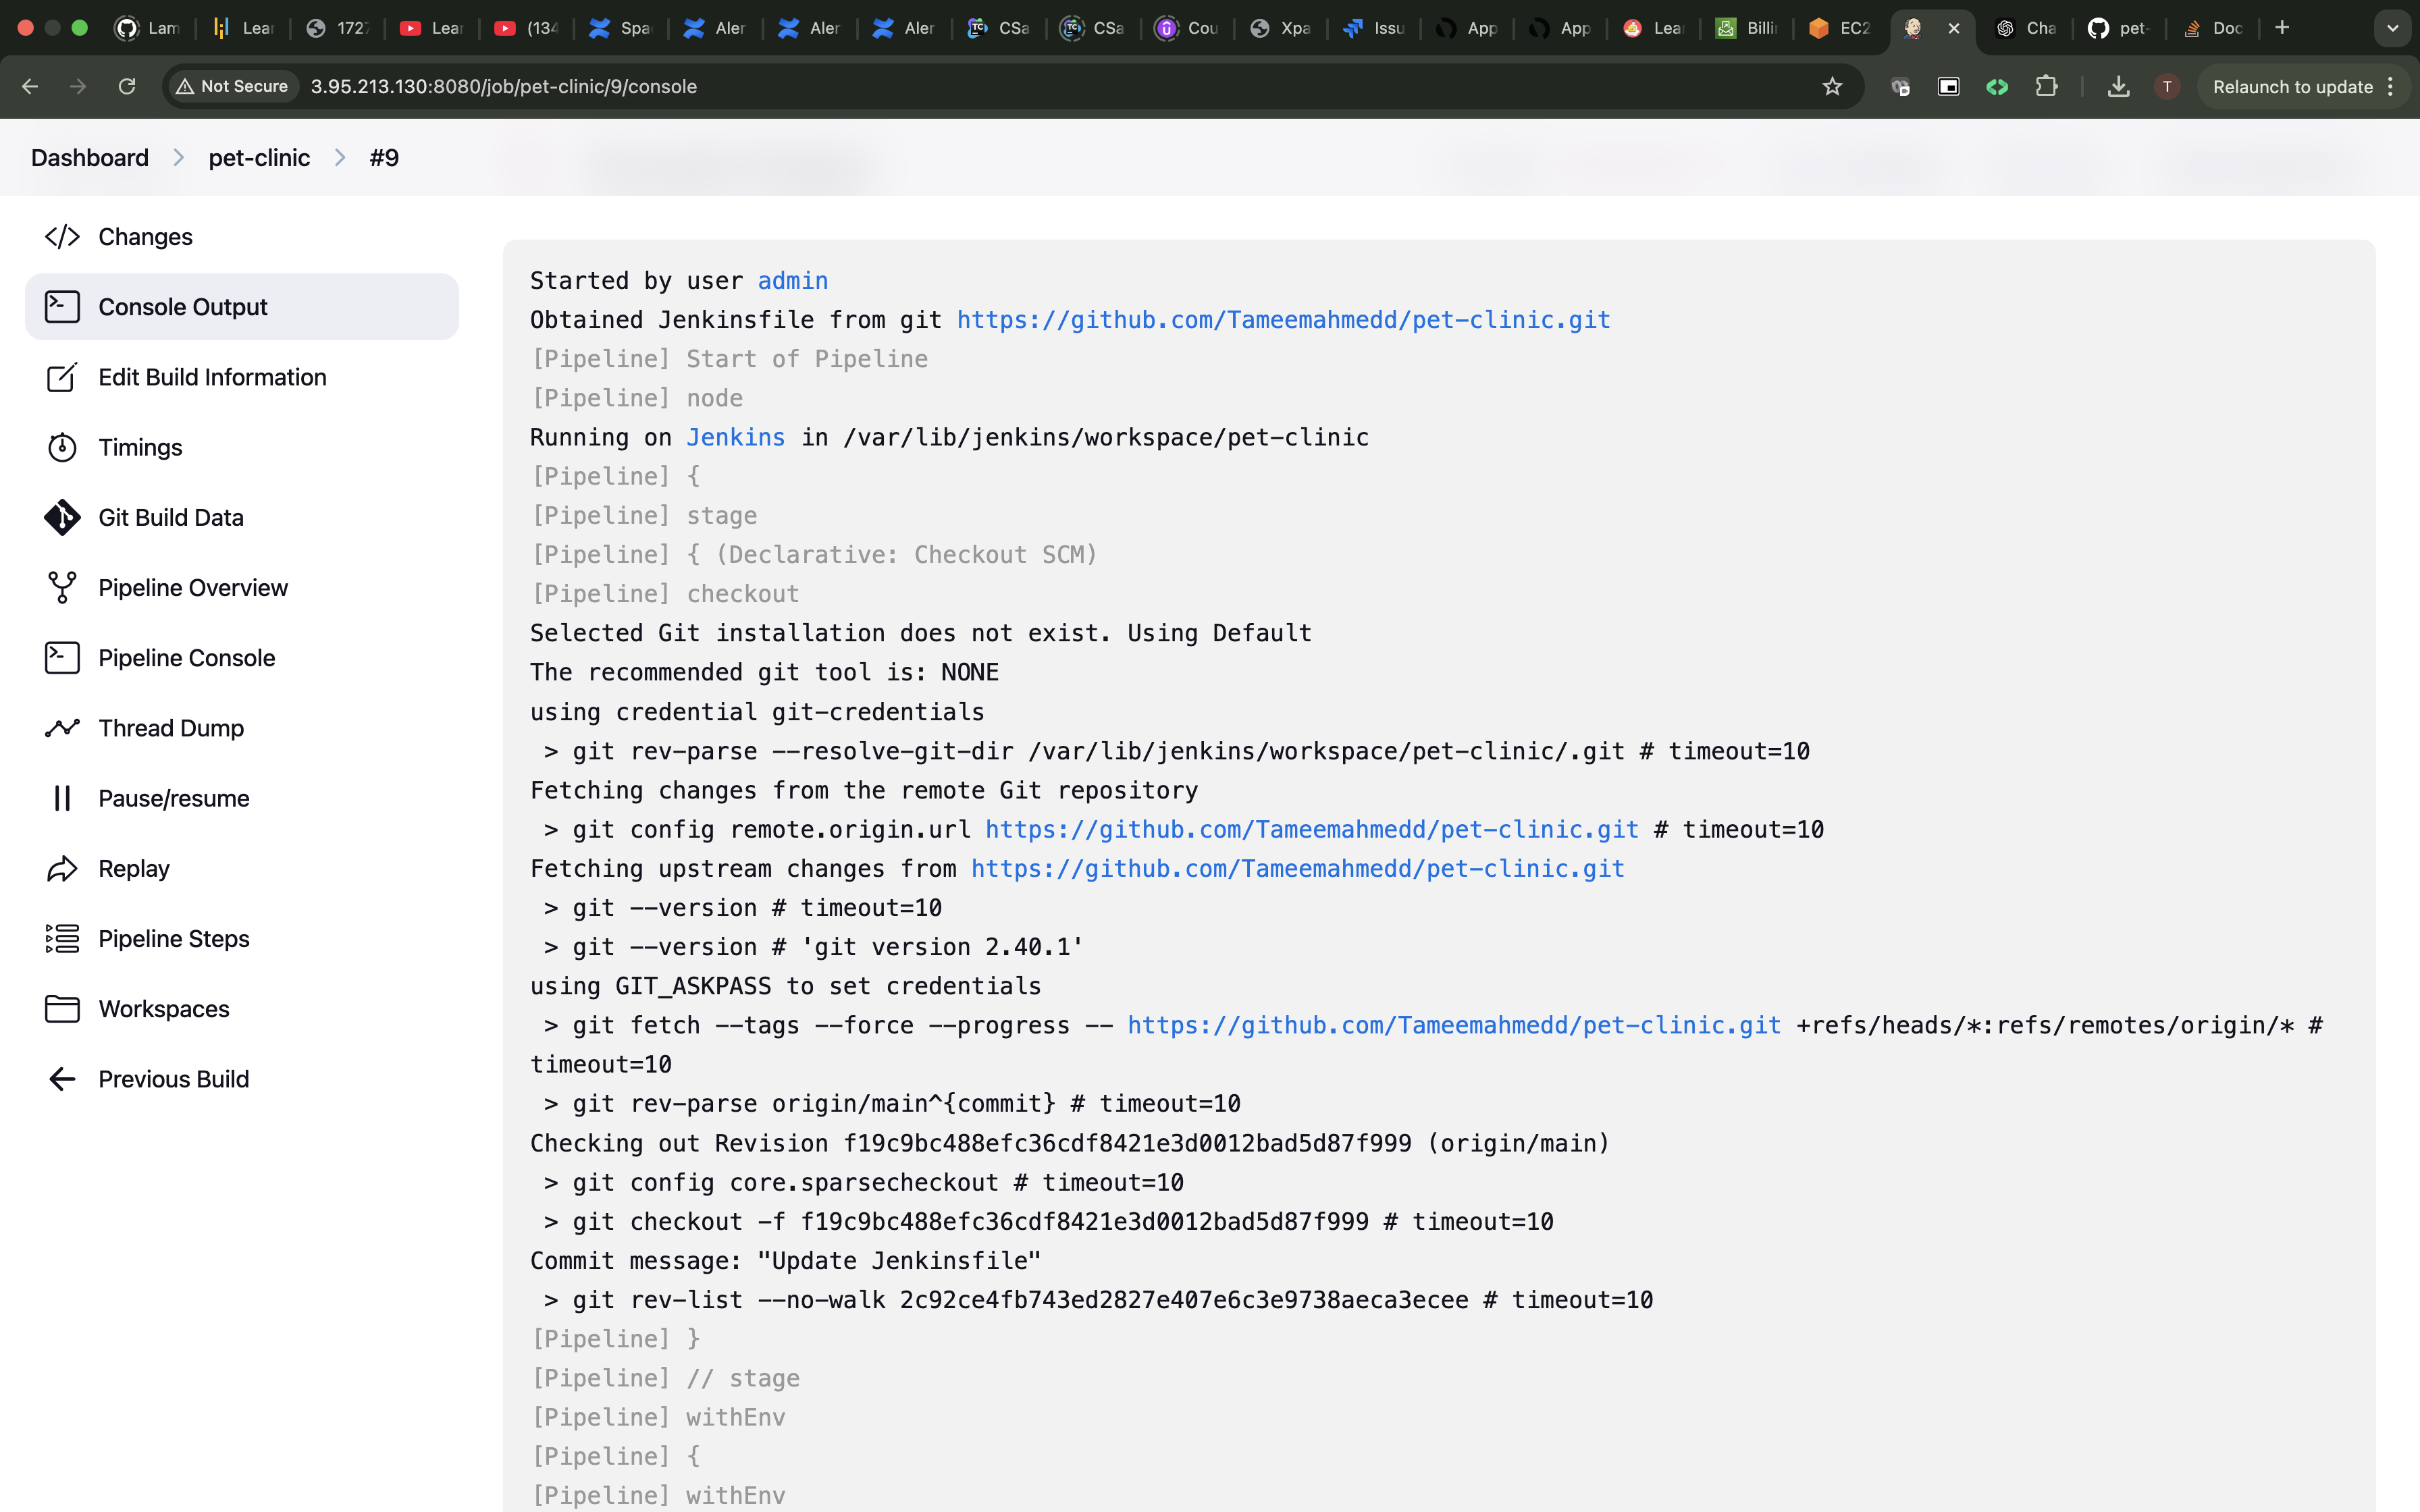 Lam
Lear
1727
Lear
(134
Spac
Aler
Aler
Aler
CSa
CSa
Cou
Xpa
Issu
App
App
Lear
Billi
EC2
Cha
pet-
Doc
Not Secure
3.95.213.130:8080/job/pet-clinic/9/console
T
Relaunch to update
Dashboard
pet-clinic
#9
Changes
Console Output
Edit Build Information
Timings
Git Build Data
Pipeline Overview
Pipeline Console
Thread Dump
Pause/resume
Replay
Pipeline Steps
Workspaces
Previous Build
Started by user admin
Obtained Jenkinsfile from git https://github.com/Tameemahmedd/pet-clinic.git
[Pipeline] Start of Pipeline
[Pipeline] node
Running on Jenkins in /var/lib/jenkins/workspace/pet-clinic
[Pipeline] {
[Pipeline] stage
[Pipeline] { (Declarative: Checkout SCM)
[Pipeline] checkout
Selected Git installation does not exist. Using Default
The recommended git tool is: NONE
using credential git-credentials
 > git rev-parse --resolve-git-dir /var/lib/jenkins/workspace/pet-clinic/.git # timeout=10
Fetching changes from the remote Git repository
 > git config remote.origin.url https://github.com/Tameemahmedd/pet-clinic.git # timeout=10
Fetching upstream changes from https://github.com/Tameemahmedd/pet-clinic.git
 > git --version # timeout=10
 > git --version # 'git version 2.40.1'
using GIT_ASKPASS to set credentials
 > git fetch --tags --force --progress -- https://github.com/Tameemahmedd/pet-clinic.git +refs/heads/*:refs/remotes/origin/* #
timeout=10
 > git rev-parse origin/main^{commit} # timeout=10
Checking out Revision f19c9bc488efc36cdf8421e3d0012bad5d87f999 (origin/main)
 > git config core.sparsecheckout # timeout=10
 > git checkout -f f19c9bc488efc36cdf8421e3d0012bad5d87f999 # timeout=10
Commit message: "Update Jenkinsfile"
 > git rev-list --no-walk 2c92ce4fb743ed2827e407e6c3e9738aeca3ecee # timeout=10
[Pipeline] }
[Pipeline] // stage
[Pipeline] withEnv
[Pipeline] {
[Pipeline] withEnv